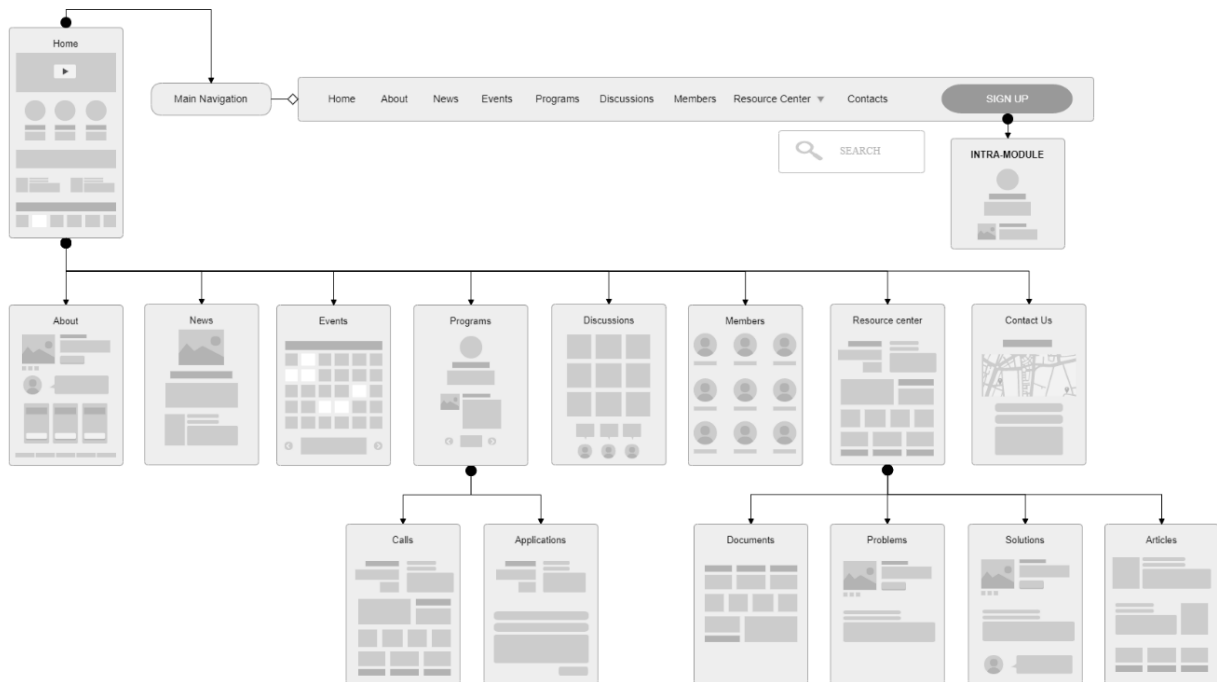 Home
Main Navigation
Home About News Events Programs Discussions Members Resource Center Contacts SIGN UP
SEARCH
INTRA-MODULE
About News Events Programs Discussions Members Resource center Contact Us
Calls Applications Documents Problems Solutions Articles